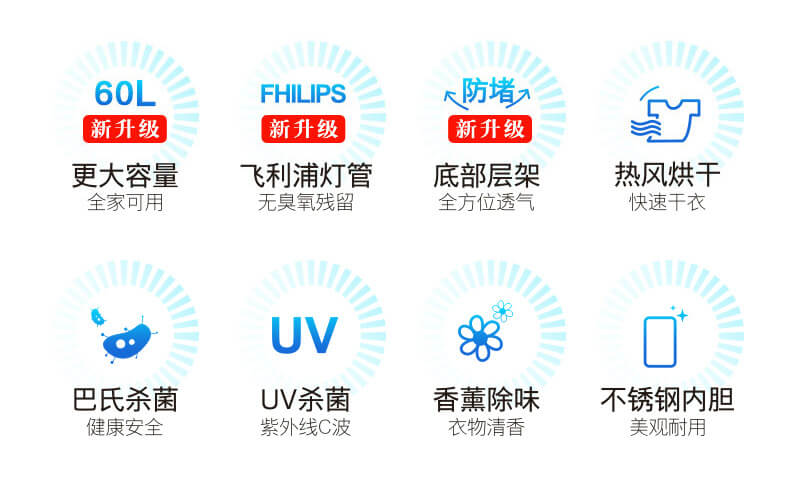 60L
新升级
更大容量
全家可用
FHILIPS
新升级
飞利浦灯管
无臭氧残留
防堵
新升级
底部层架
全方位透气
热风烘干
快速干衣
巴氏杀菌
健康安全
UV
UV杀菌
紫外线C波
香薰除味
衣物清香
不锈钢内胆
美观耐用